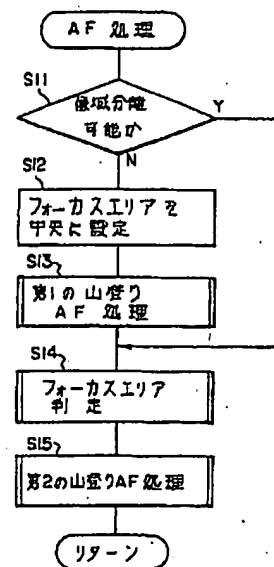 AF 処理
S11
領域分離
可能か
Y
N
S12
フォーカスエリアを
中央に設定
S13
第1の山登り
AF 処理
S14
フォーカスエリア
判定
S15
第2の山登りAF処理
リターン